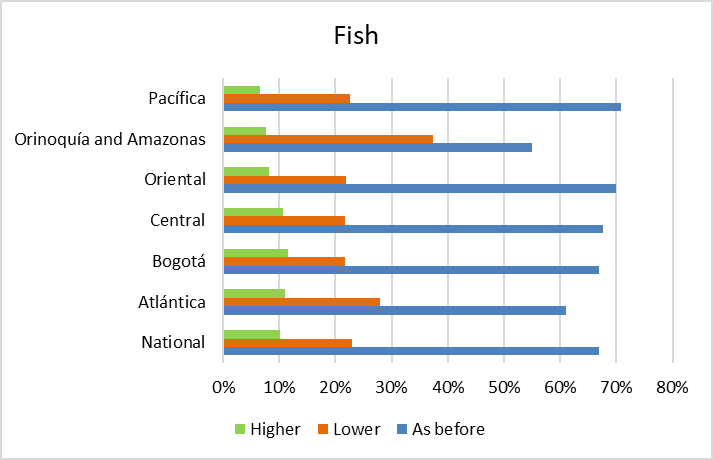 Fish
Pacífica
Orinoquía and Amazonas
Oriental
Central
Bogotá
Atlántica
National
0% 10% 20% 30% 40% 50% 60% 70% 80%
Higher Lower As before